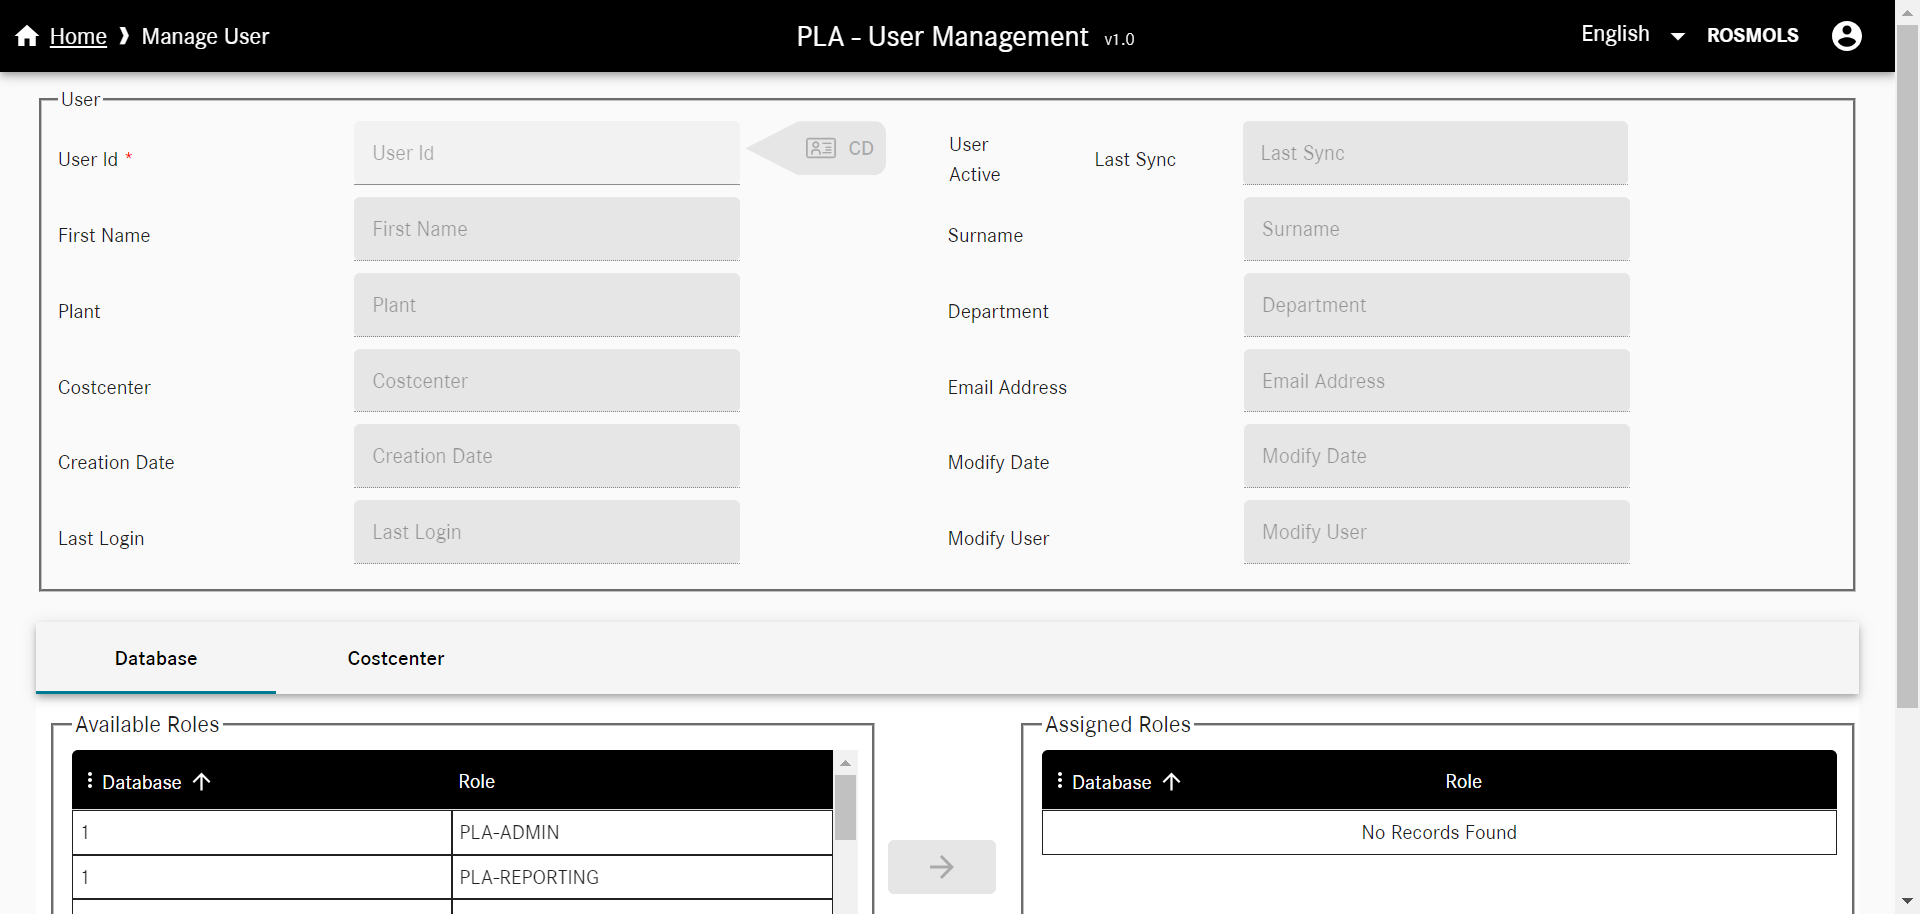 Home ❯ Manage User
PLA - User Management v1.0
English
ROSMOLS
User
User Id *
User Id
CD
User Active
Last Sync
Last Sync
First Name
First Name
Surname
Surname
Plant
Plant
Department
Department
Costcenter
Costcenter
Email Address
Email Address
Creation Date
Creation Date
Modify Date
Modify Date
Last Login
Last Login
Modify User
Modify User
Database
Costcenter
Available Roles
Database Role
1 PLA-ADMIN
1 PLA-REPORTING
Assigned Roles
Database Role
No Records Found